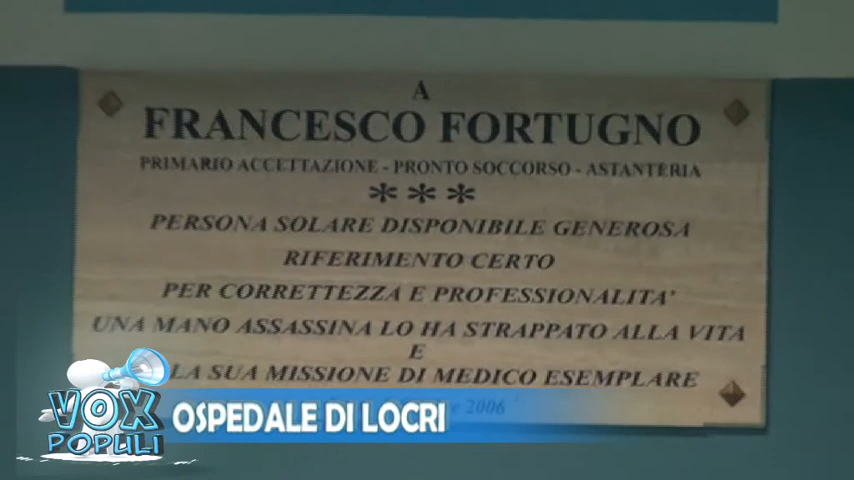 A
FRANCESCO FORTUGNO
PRIMARIO ACCETTAZIONE - PRONTO SOCCORSO - ASTANTERIA
***
PERSONA SOLARE DISPONIBILE GENEROSA
RIFERIMENTO CERTO
PER CORRETTEZZA E PROFESSIONALITA'
UNA MANO ASSASSINA LO HA STRAPPATO ALLA VITA
E
LA SUA MISSIONE DI MEDICO ESEMPLARE
2006
VOX
POPULI
OSPEDALE DI LOCRI